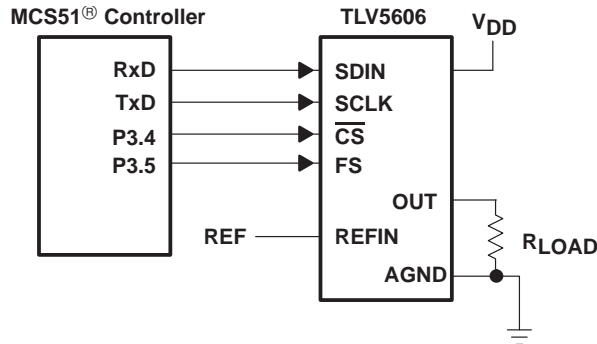 MCS51® Controller
TLV5606
VDD
RxD
SDIN
TxD
SCLK
P3.4
CS
P3.5
FS
OUT
REF
REFIN
RLOAD
AGND